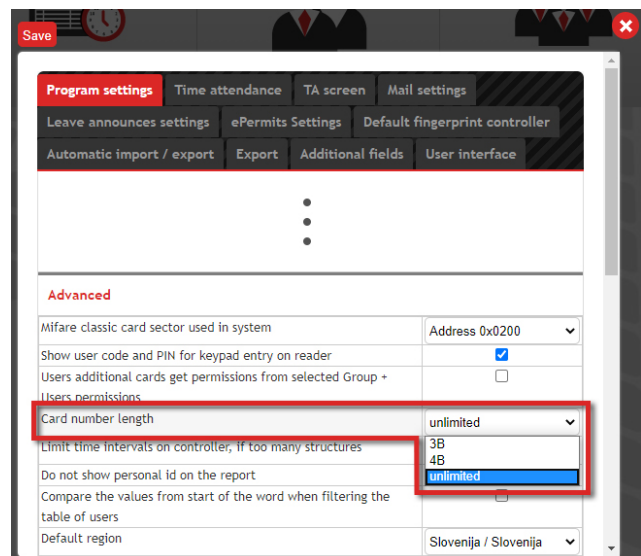 Save
Program settings Time attendance TA screen Mail settings
Leave announces settings ePermits Settings Default fingerprint controller
Automatic import / export Export Additional fields User interface
Advanced
Mifare classic card sector used in system Address 0x0200
Show user code and PIN for keypad entry on reader
Users additional cards get permissions from selected Group +
Users permissions
Card number length unlimited
Limit time intervals on controller, if too many structures 3B
4B
Do not show personal id on the report unlimited
Compare the values from start of the word when filtering the
table of users
Default region Slovenija / Slovenija